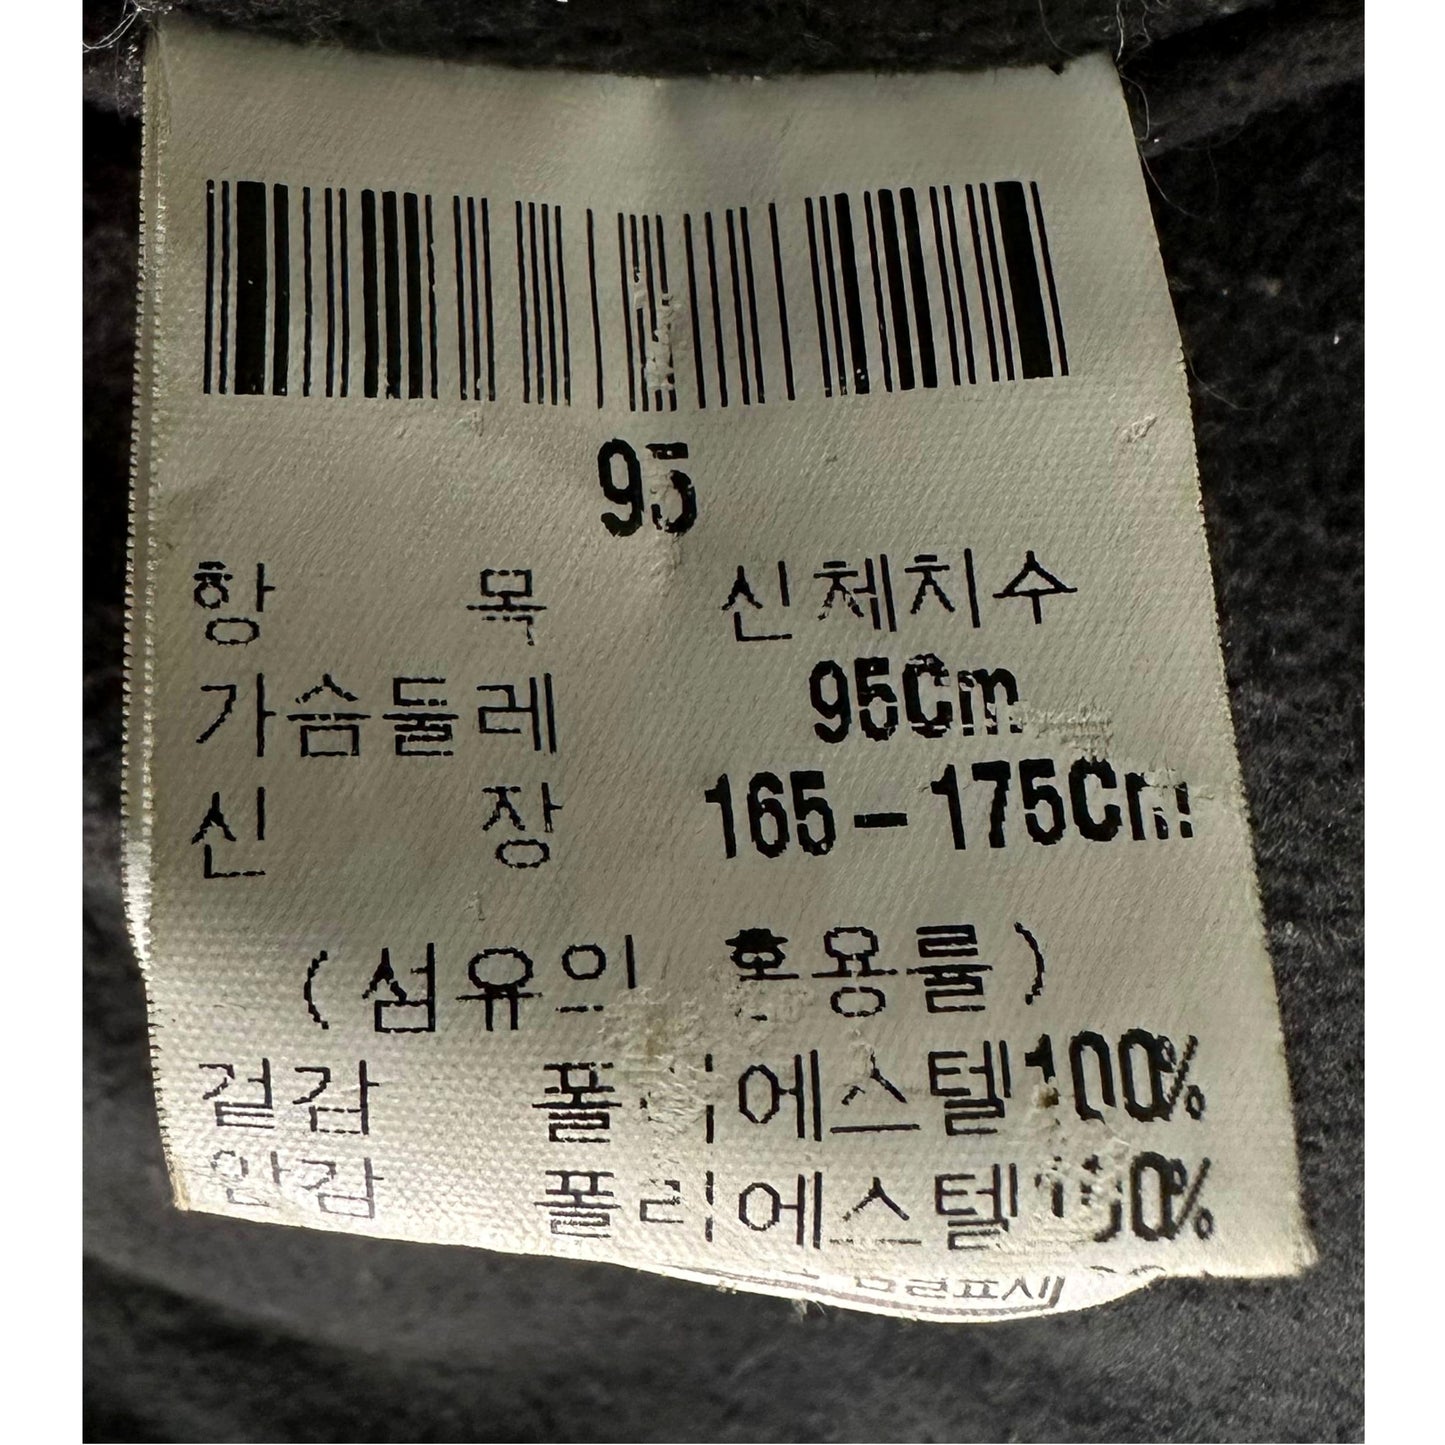 95
항 목 신체치수
가슴둘레 95Cm
신 장 165-175Cm
(섬유의 혼용률)
겉감 폴리에스텔100%
안감 폴리에스텔100%